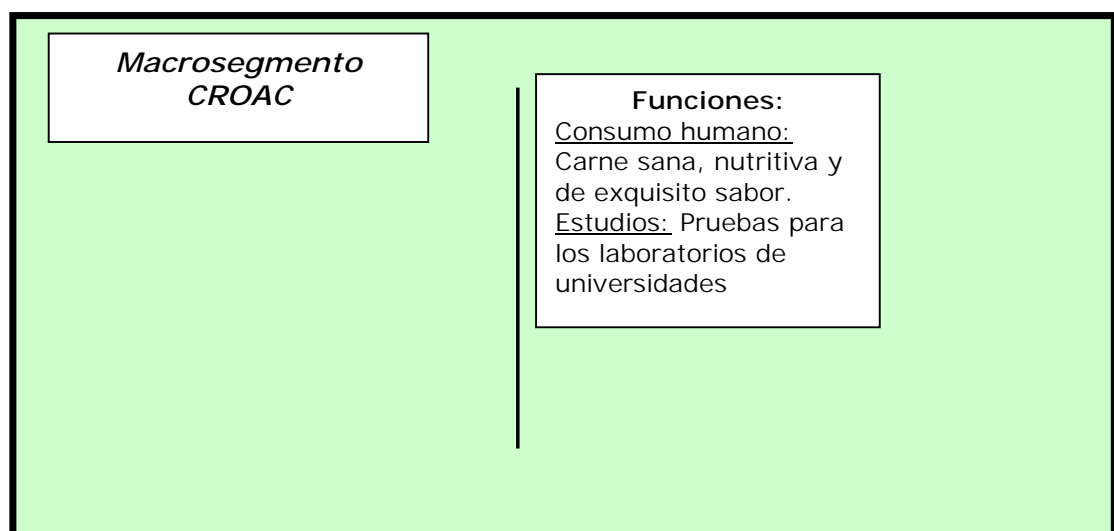 Macrosegmento
CROAC
Funciones:
Consumo humano:
Carne sana, nutritiva y
de exquisito sabor.
Estudios: Pruebas para
los laboratorios de
universidades